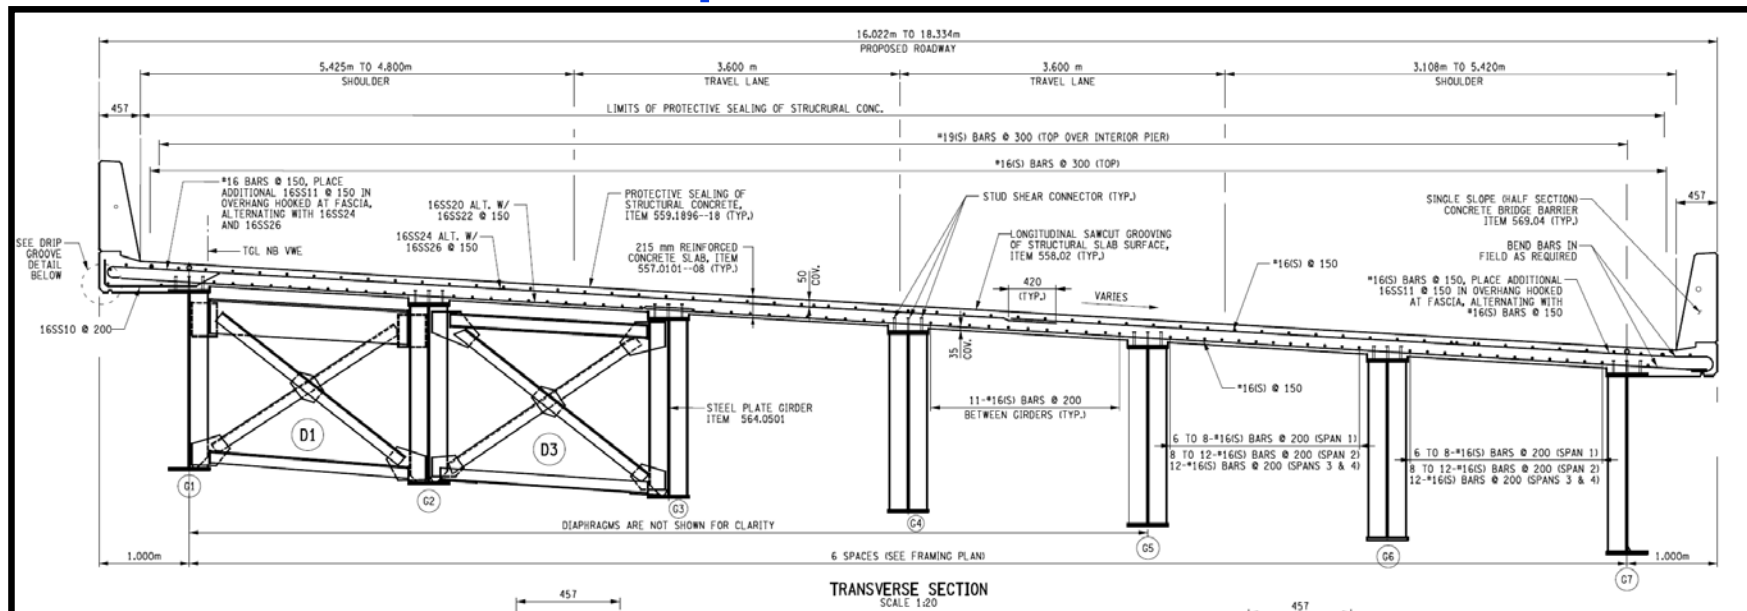 16.022m TO 18.334m
PROPOSED ROADWAY
5.425m TO 4.800m
SHOULDER
3.600 m
TRAVEL LANE
3.600 m
TRAVEL LANE
3.108m TO 5.420m
SHOULDER
457
LIMITS OF PROTECTIVE SEALING OF STRUCRURAL CONC.
*19(S) BARS @ 300 (TOP OVER INTERIOR PIER)
*16(S) BARS @ 300 (TOP)
*16 BARS @ 150, PLACE
ADDITIONAL 16SS11 @ 150 IN
OVERHANG HOOKED AT FASCIA,
ALTERNATING WITH 16SS24
AND 16SS26
16SS20 ALT. W/
16SS22 @ 150
PROTECTIVE SEALING OF
STRUCTURAL CONCRETE,
ITEM 559.1896--18 (TYP.)
STUD SHEAR CONNECTOR (TYP.)
SINGLE SLOPE (HALF SECTION)
CONCRETE BRIDGE BARRIER
ITEM 569.04 (TYP.)
457
SEE DRIP
GROOVE
DETAIL
BELOW
TGL NB VWE
16SS24 ALT. W/
16SS26 @ 150
215 mm REINFORCED
CONCRETE SLAB, ITEM
557.0101--08 (TYP.)
50
COV.
LONGITUDINAL SAWCUT GROOVING
OF STRUCTURAL SLAB SURFACE,
ITEM 558.02 (TYP.)
BEND BARS IN
FIELD AS REQUIRED
*16(S) @ 150
420
(TYP.)
VARIES
*16(S) BARS @ 150, PLACE ADDITIONAL
16SS11 @ 150 IN OVERHANG HOOKED
AT FASCIA, ALTERNATING WITH
*16(S) BARS @ 150
16SS10 @ 200
35
COV.
*16(S) @ 150
STEEL PLATE GIRDER
ITEM 564.0501
11-*16(S) BARS @ 200
BETWEEN GIRDERS (TYP.)
D1
D3
6 TO 8-*16(S) BARS @ 200 (SPAN 1)
8 TO 12-*16(S) BARS @ 200 (SPAN 2)
12-*16(S) BARS @ 200 (SPANS 3 & 4)
6 TO 8-*16(S) BARS @ 200 (SPAN 1)
8 TO 12-*16(S) BARS @ 200 (SPAN 2)
12-*16(S) BARS @ 200 (SPANS 3 & 4)
G1
G2
G3
G4
G5
G6
G7
DIAPHRAGMS ARE NOT SHOWN FOR CLARITY
1.000m
6 SPACES (SEE FRAMING PLAN)
1.000m
TRANSVERSE SECTION
SCALE 1:20
457
457